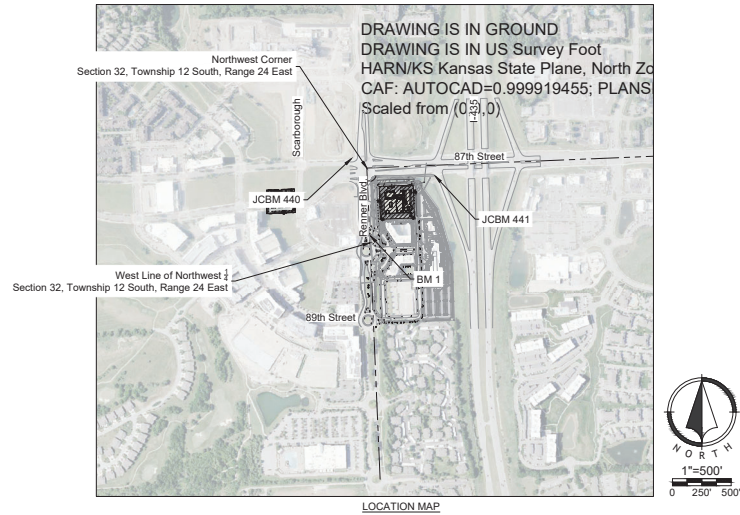 DRAWING IS IN GROUND
DRAWING IS IN US Survey Foot
HARN/KS Kansas State Plane, North Zo
CAF: AUTOCAD=0.999919455; PLANS
Scaled from (0,0,0)
Northwest Corner
Section 32, Township 12 South, Range 24 East
Scarborough
I-435
87th Street
JCBM 440
Renner Blvd.
JCBM 441
West Line of Northwest
Section 32, Township 12 South, Range 24 East
BM 1
89th Street
NORTH
1"=500'
0 250' 500'
LOCATION MAP